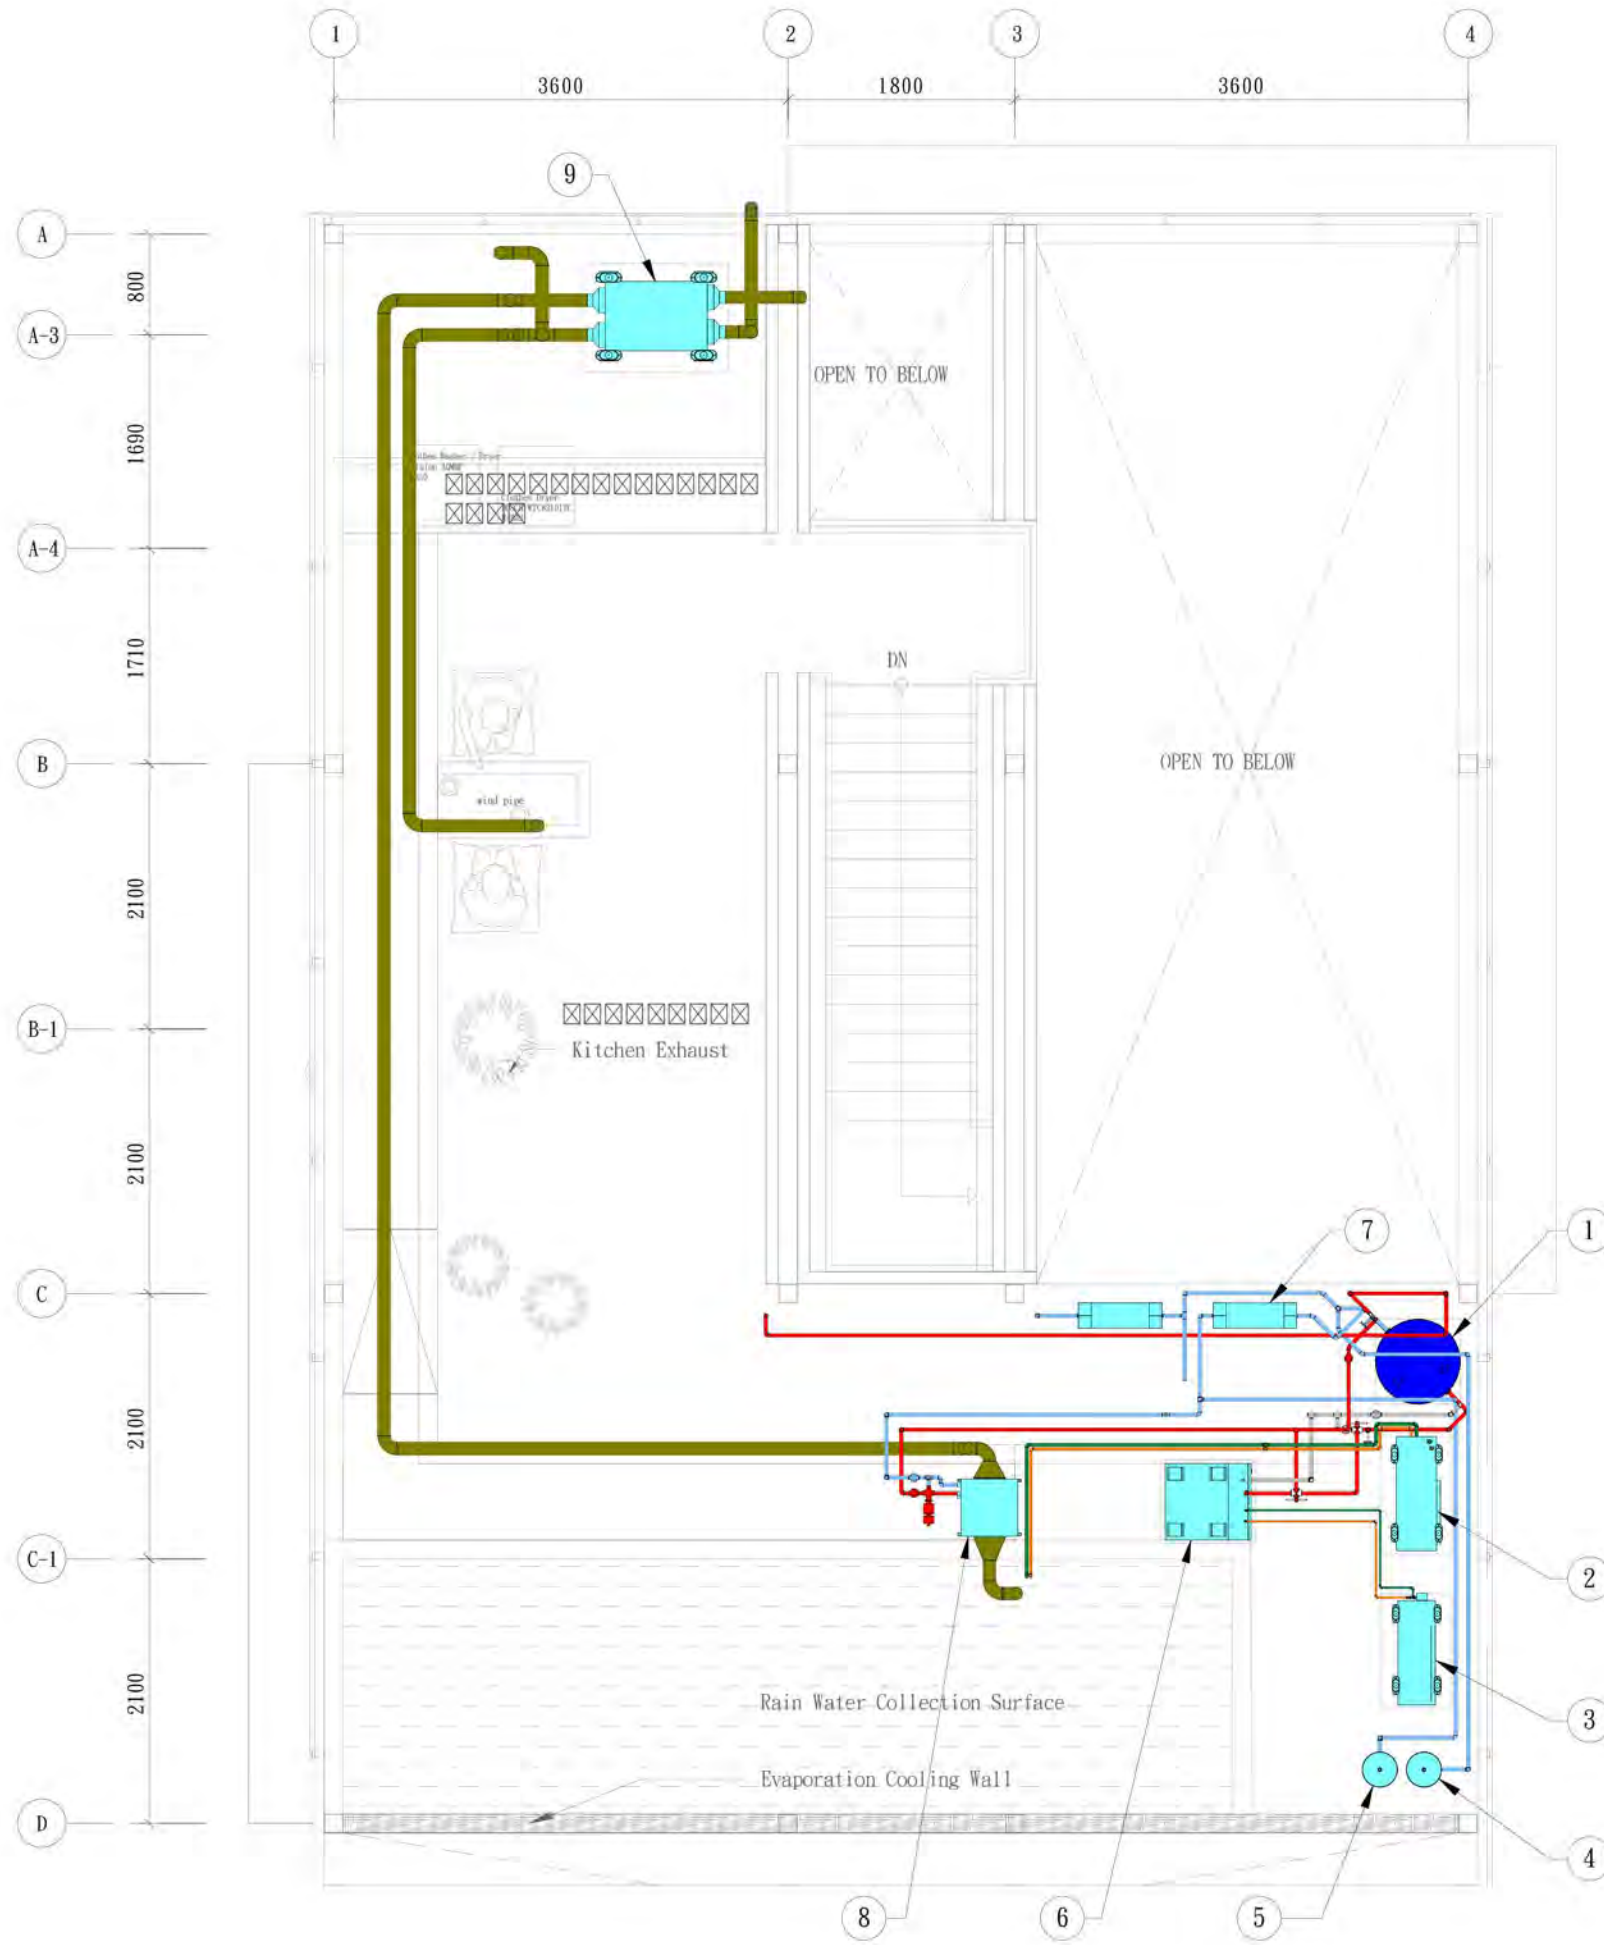 1
2
3
4
3600
1800
3600
9
A
800
A-3
OPEN TO BELOW
1690
Clothes Dryer
A-4
1710
DN
B
OPEN TO BELOW
wind pipe
2100
B-1
Kitchen Exhaust
2100
7
1
C
2100
C-1
2
2100
Rain Water Collection Surface
3
Evaporation Cooling Wall
D
4
8
6
5